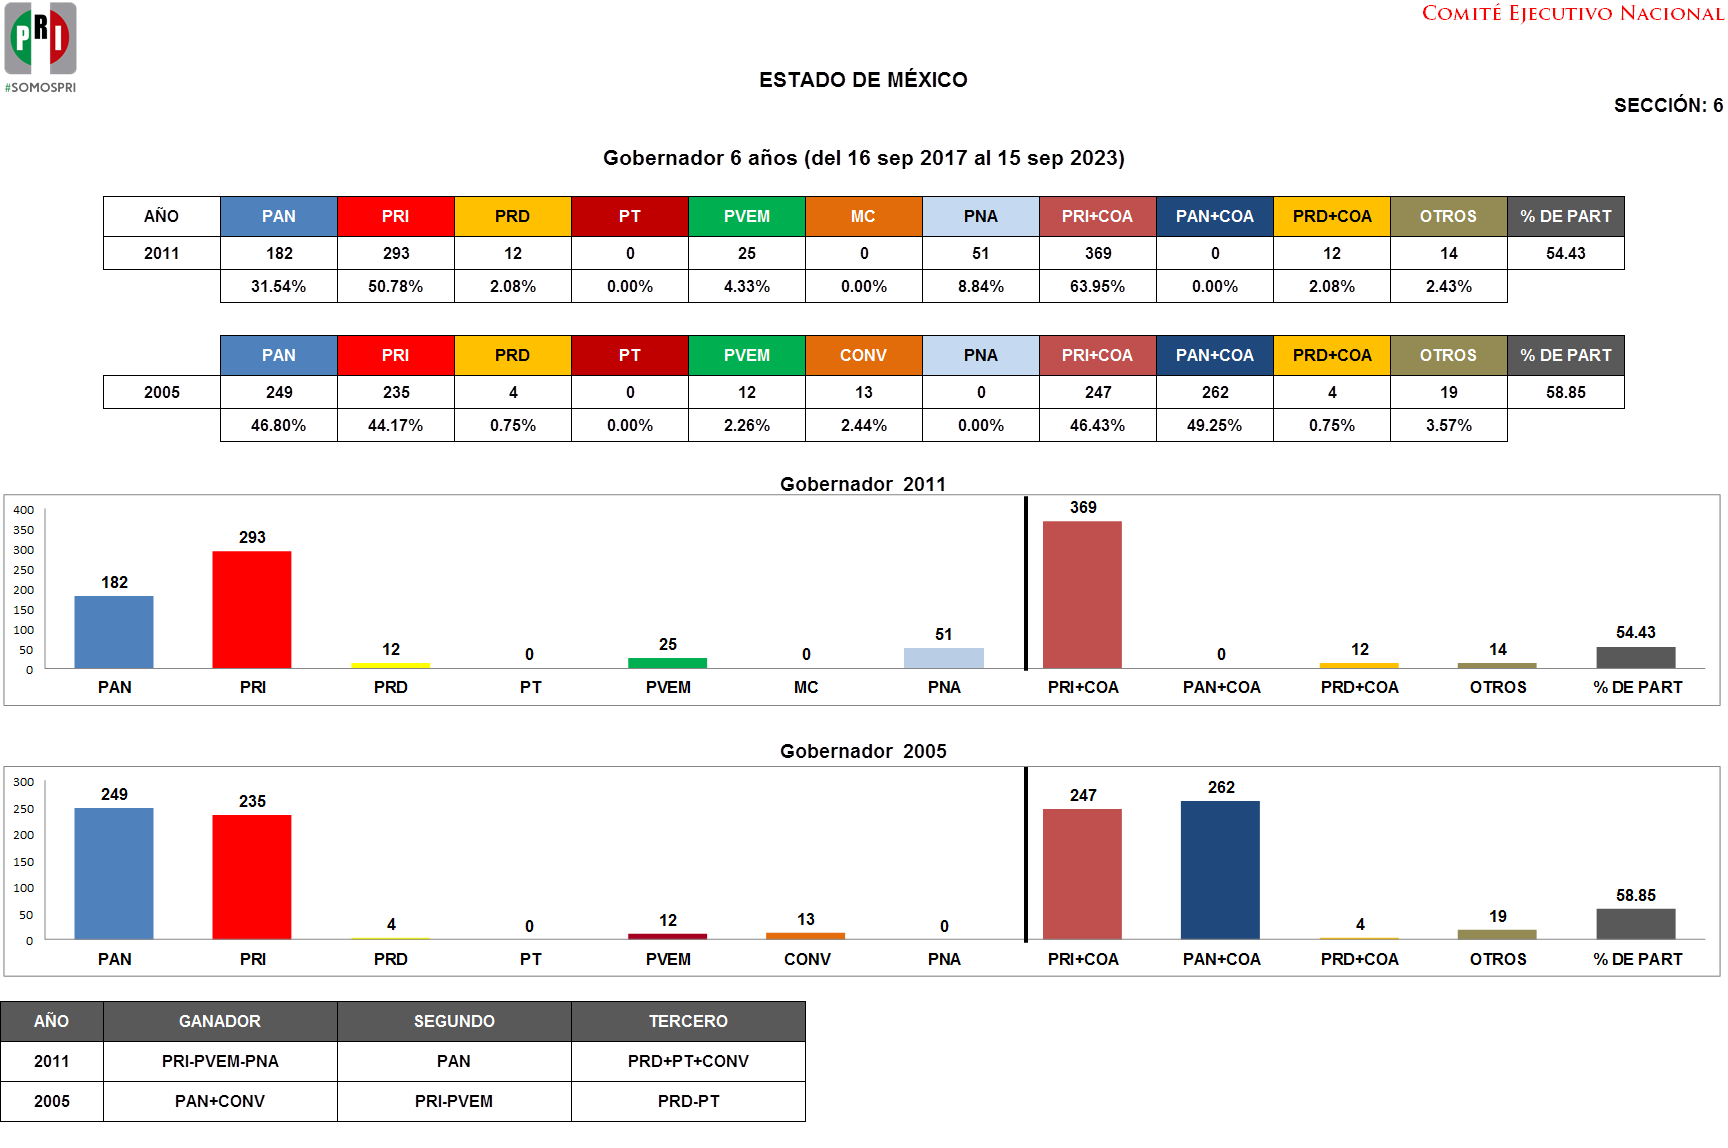 PRI
#SOMOSPRI
COMITÉ EJECUTIVO NACIONAL
ESTADO DE MÉXICO
SECCIÓN: 6
Gobernador 6 años (del 16 sep 2017 al 15 sep 2023)
AÑO PAN PRI PRD PT PVEM MC PNA PRI+COA PAN+COA PRD+COA OTROS % DE PART
2011 182 293 12 0 25 0 51 369 0 12 14 54.43
31.54% 50.78% 2.08% 0.00% 4.33% 0.00% 8.84% 63.95% 0.00% 2.08% 2.43%
PAN PRI PRD PT PVEM CONV PNA PRI+COA PAN+COA PRD+COA OTROS % DE PART
2005 249 235 4 0 12 13 0 247 262 4 19 58.85
46.80% 44.17% 0.75% 0.00% 2.26% 2.44% 0.00% 46.43% 49.25% 0.75% 3.57%
Gobernador 2011
400
350
300
250
200
150
100
50
0
182 293 12 0 25 0 51 369 0 12 14 54.43
PAN PRI PRD PT PVEM MC PNA PRI+COA PAN+COA PRD+COA OTROS % DE PART
Gobernador 2005
300
250
200
150
100
50
0
249 235 4 0 12 13 0 247 262 4 19 58.85
PAN PRI PRD PT PVEM CONV PNA PRI+COA PAN+COA PRD+COA OTROS % DE PART
AÑO GANADOR SEGUNDO TERCERO
2011 PRI-PVEM-PNA PAN PRD+PT+CONV
2005 PAN+CONV PRI-PVEM PRD-PT